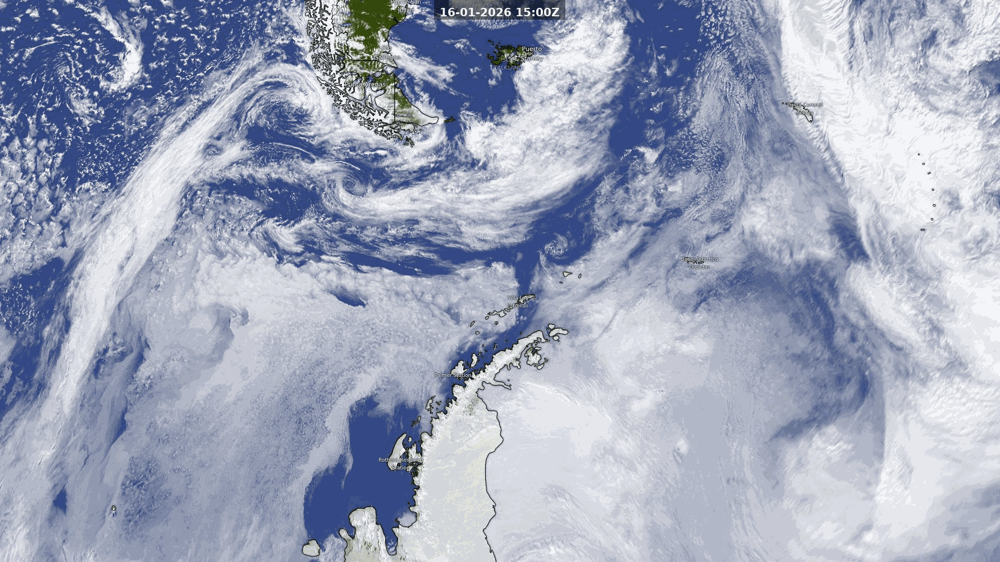 Puerto San
Julián
16-01-2026 15:00Z
Río
Gallegos
Puerto
Stanley
FALKLAND
Punta Arenas
Punta Coronel
Zelaya
Base Antártica
Orcadas
Villa Las
Estrellas
Palmer Station
Rothera Research
Station